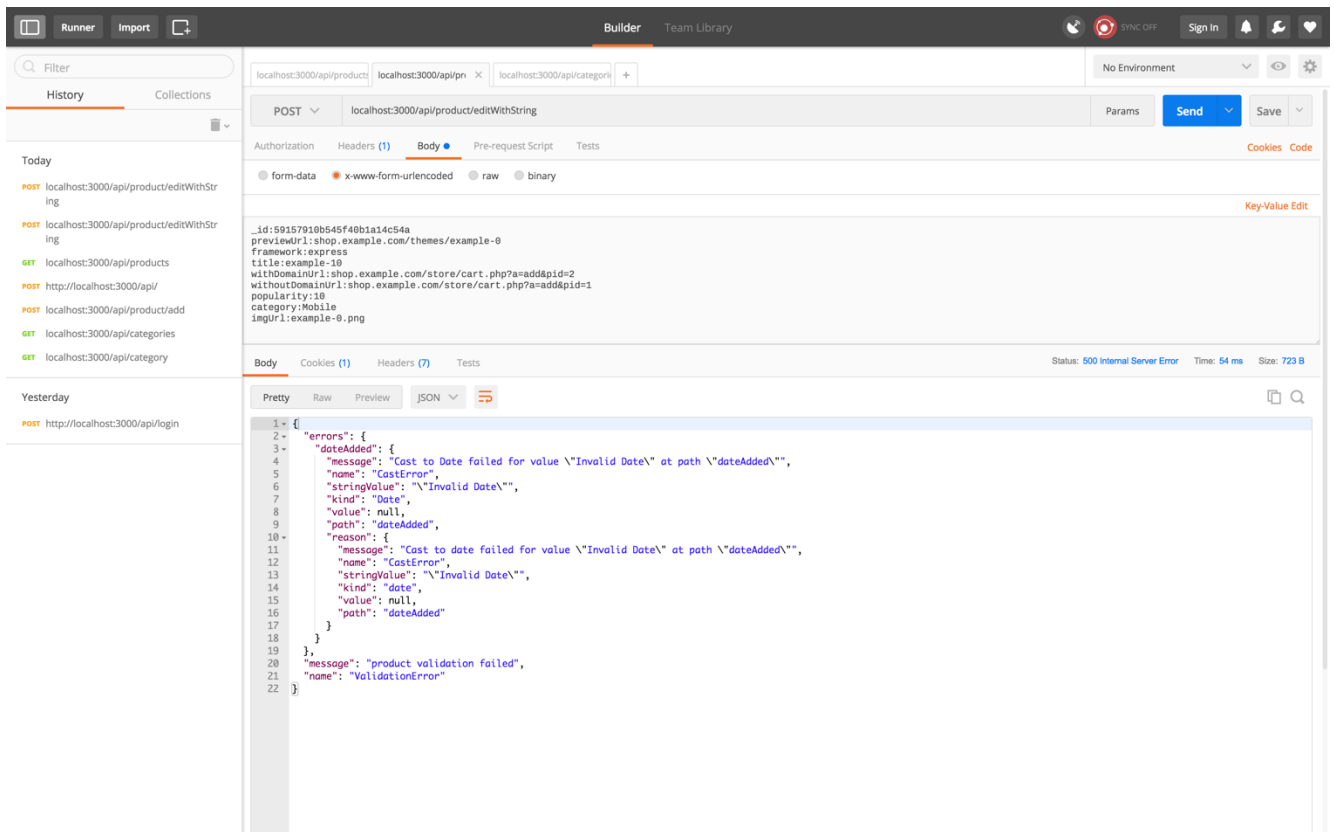 Runner Import Builder Team Library SYNC OFF Sign In
Filter
History Collections
Today
POST localhost:3000/api/product/editWithStr
ing
POST localhost:3000/api/product/editWithStr
ing
GET localhost:3000/api/products
POST http://localhost:3000/api/
POST localhost:3000/api/product/add
GET localhost:3000/api/categories
GET localhost:3000/api/category
Yesterday
POST http://localhost:3000/api/login
localhost:3000/api/products localhost:3000/api/pro localhost:3000/api/categori + No Environment
POST localhost:3000/api/product/editWithString Params Send Save
Authorization Headers (1) Body Pre-request Script Tests Cookies Code
form-data x-www-form-urlencoded raw binary
Key-Value Edit
_id:59157910b545f40b1a14c54a
previewUrl:shop.example.com/themes/example-0
framework:express
title:example-10
withDomainUrl:shop.example.com/store/cart.php?a=add&pid=2
withoutDomainUrl:shop.example.com/store/cart.php?a=add&pid=1
popularity:10
category:Mobile
imgUrl:example-0.png
Body Cookies (1) Headers (7) Tests Status: 500 Internal Server Error Time: 54 ms Size: 723 B
Pretty Raw Preview JSON
1 {
2 "errors": {
3 "dateAdded": {
4 "message": "Cast to Date failed for value \"Invalid Date\" at path \"dateAdded\"",
5 "name": "CastError",
6 "stringValue": "\"Invalid Date\"",
7 "kind": "Date",
8 "value": null,
9 "path": "dateAdded",
10 "reason": {
11 "message": "Cast to date failed for value \"Invalid Date\" at path \"dateAdded\"",
12 "name": "CastError",
13 "stringValue": "\"Invalid Date\"",
14 "kind": "date",
15 "value": null,
16 "path": "dateAdded"
17 }
18 }
19 },
20 "message": "product validation failed",
21 "name": "ValidationError"
22 }